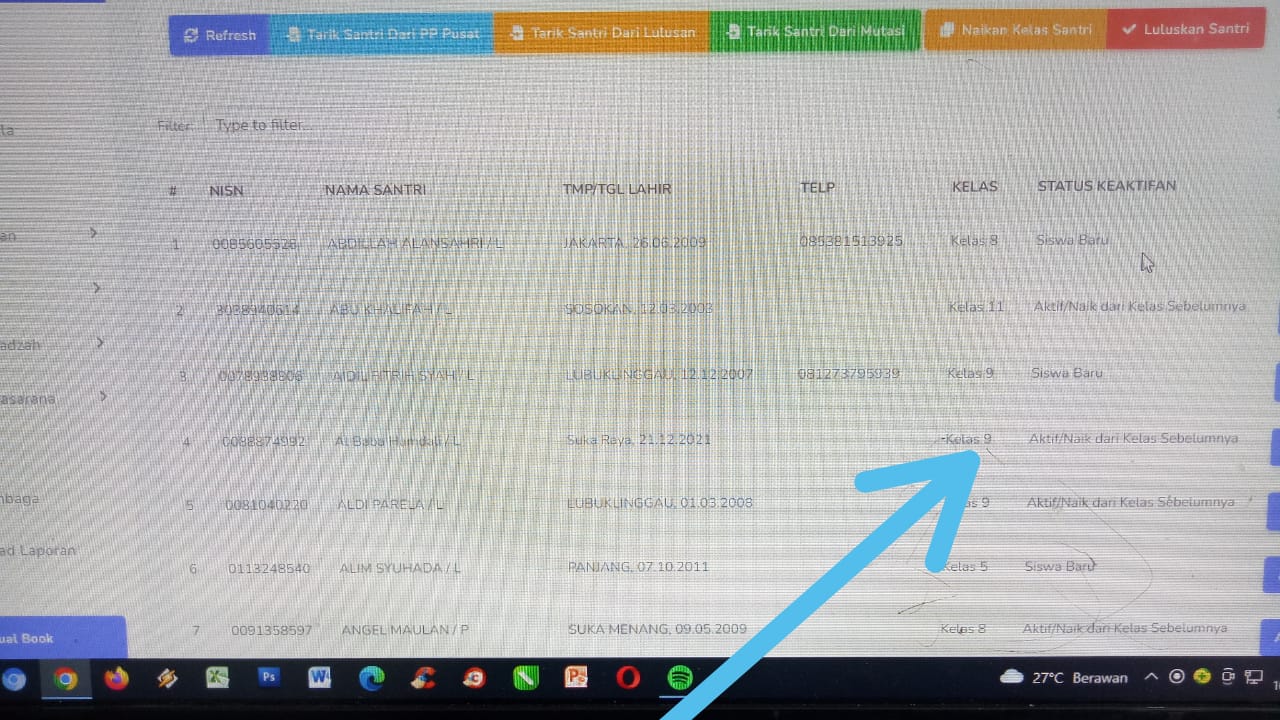 Refresh Tarik Santri Dari PP Pusat Tarik Santri Dari Lulusan Tarik Santri Dari Mutasi Naikan Kelas Santri Luluskan Santri
Filter: Type to filter...
# NISN NAMA SANTRI TMP/TGL LAHIR TELP KELAS STATUS KEAKTIFAN
1 0085605528 ABDILLAH ALANSAHRI / L JAKARTA, 26.06.2009 085381513925 Kelas 8 Siswa Baru
2 3038940614 ABU KHALIFAH / L SOSOKAN, 12.03.2003 Kelas 11 Aktif/Naik dari Kelas Sebelumnya
3 AIDIL FITRIH SYAH / L LUBUKLINGGAU, 12.12.2007 081273795939 Kelas 9 Siswa Baru
4 0088874992 Al Baba Hamdali / L Suka Raya, 21.12.2021 Kelas 9 Aktif/Naik dari Kelas Sebelumnya
5 0081040220 ALDI LUBUKLINGGAU, 01.03.2008 as 9 Aktif/Naik dari Kelas Sebelumnya
6 0113248540 ALIM SYUHADA / L PANJANG, 07.10.2011 Kelas 5 Siswa Baru
7 0091358597 ANGEL MAULAN / P SUKA MENANG, 09.05.2009 Kelas 8 Aktif/Naik dari Kelas Sebelumnya
la
an
adzah
asarana
mbaga
ad Laporan
ual Book
27°C Berawan